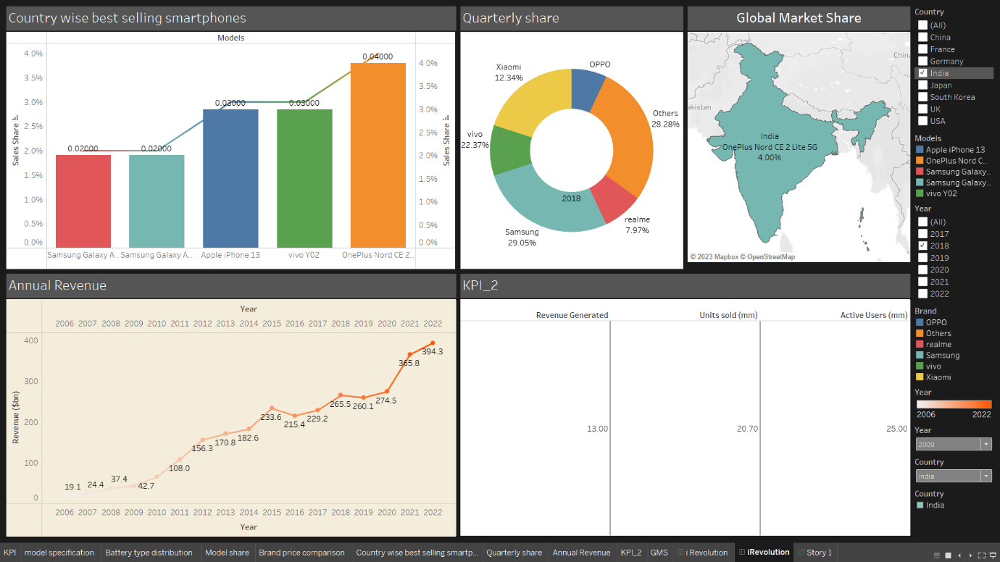 Country wise best selling smartphones
Models
4.0%
3.5%
3.0%
2.5%
2.0%
1.5%
1.0%
0.5%
0.0%
Sales Share
0.02000
0.02000
0.03000
0.03000
0.04000
4.0%
3.5%
3.0%
2.5%
2.0%
1.5%
1.0%
0.5%
0.0%
Sales Share
Samsung Galaxy A..
Samsung Galaxy A..
Apple iPhone 13
vivo Y02
OnePlus Nord CE 2..
Quarterly share
OPPO
Xiaomi
12.34%
Others
28.28%
vivo
22.37%
2018
realme
7.97%
Samsung
29.05%
Global Market Share
China
akistan
India
OnePlus Nord CE 2 Lite 5G
4.00%
© 2023 Mapbox © OpenStreetMap
Annual Revenue
Year
2006 2007 2008 2009 2010 2011 2012 2013 2014 2015 2016 2017 2018 2019 2020 2021 2022
400
300
200
100
0
Revenue ($bn)
19.1
24.4
37.4
42.7
108.0
156.3
170.8
182.6
233.6
215.4
229.2
265.5
260.1
274.5
365.8
394.3
2006 2007 2008 2009 2010 2011 2012 2013 2014 2015 2016 2017 2018 2019 2020 2021 2022
Year
KPI_2
Revenue Generated Units sold (mm) Active Users (mm)
13.00 20.70 25.00
Country
(All)
China
France
Germany
India
Japan
South Korea
UK
USA
Models
Apple iPhone 13
OnePlus Nord C..
Samsung Galaxy..
Samsung Galaxy..
vivo Y02
Year
(All)
2017
2018
2019
2020
2021
2022
Brand
OPPO
Others
realme
Samsung
vivo
Xiaomi
Year
2006 2022
Year
2009
Country
India
Country
India
KPI model specification Battery type distribution Model share Brand price comparison Country wise best selling smartp... Quarterly share Annual Revenue KPI_2 GMS i Revolution iRevolution Story 1